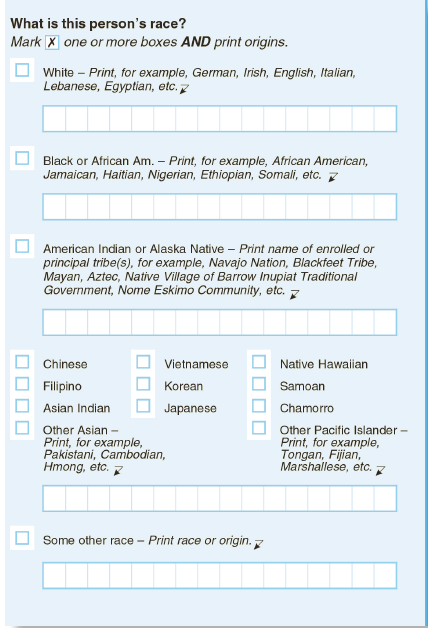 What is this person's race?
Mark ✗ one or more boxes AND print origins.
White – Print, for example, German, Irish, English, Italian,
Lebanese, Egyptian, etc.
Black or African Am. – Print, for example, African American,
Jamaican, Haitian, Nigerian, Ethiopian, Somali, etc.
American Indian or Alaska Native – Print name of enrolled or
principal tribe(s), for example, Navajo Nation, Blackfeet Tribe,
Mayan, Aztec, Native Village of Barrow Inupiat Traditional
Government, Nome Eskimo Community, etc.
Chinese
Filipino
Asian Indian
Other Asian –
Print, for example,
Pakistani, Cambodian,
Hmong, etc.
Vietnamese
Korean
Japanese
Native Hawaiian
Samoan
Chamorro
Other Pacific Islander –
Print, for example,
Tongan, Fijian,
Marshallese, etc.
Some other race – Print race or origin.